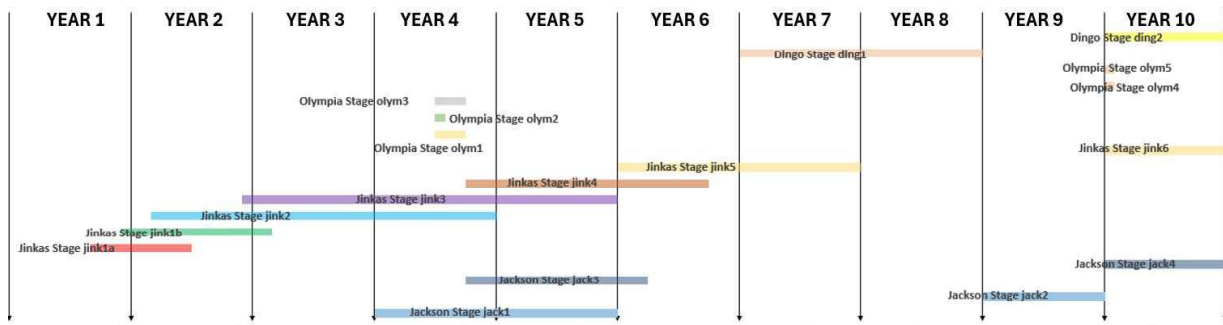 YEAR 1 YEAR 2 YEAR 3 YEAR 4 YEAR 5 YEAR 6 YEAR 7 YEAR 8 YEAR 9 YEAR 10
Dingo Stage ding2
Dingo Stage ding1
Olympia Stage olym5
Olympia Stage olym4
Olympia Stage olym3
Olympia Stage olym2
Olympia Stage olym1
Jinkas Stage jink6
Jinkas Stage jink5
Jinkas Stage jink4
Jinkas Stage jink3
Jinkas Stage jink2
Jinkas Stage jink1b
Jinkas Stage jink1a
Jackson Stage jack4
Jackson Stage jack3
Jackson Stage jack2
Jackson Stage jack1